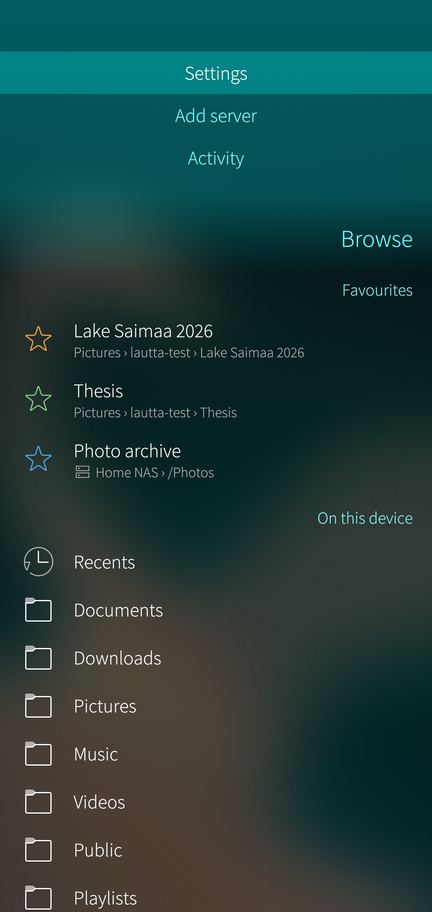 Settings
Add server
Activity
Browse
Favourites
Lake Saimaa 2026
Pictures › lautta-test › Lake Saimaa 2026
Thesis
Pictures › lautta-test › Thesis
Photo archive
Home NAS › /Photos
On this device
Recents
Documents
Downloads
Pictures
Music
Videos
Public
Playlists